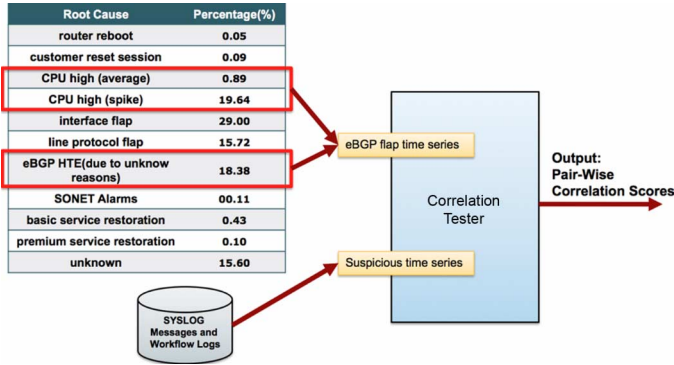 Root Cause Percentage(%)
router reboot 0.05
customer reset session 0.09
CPU high (average) 0.89
CPU high (spike) 19.64
interface flap 29.00
line protocol flap 15.72
eBGP HTE(due to unknow
reasons) 18.38
SONET Alarms 00.11
basic service restoration 0.43
premium service restoration 0.10
unknown 15.60
SYSLOG
Messages and
Workflow Logs
eBGP flap time series
Suspicious time series
Correlation
Tester
Output:
Pair-Wise
Correlation Scores